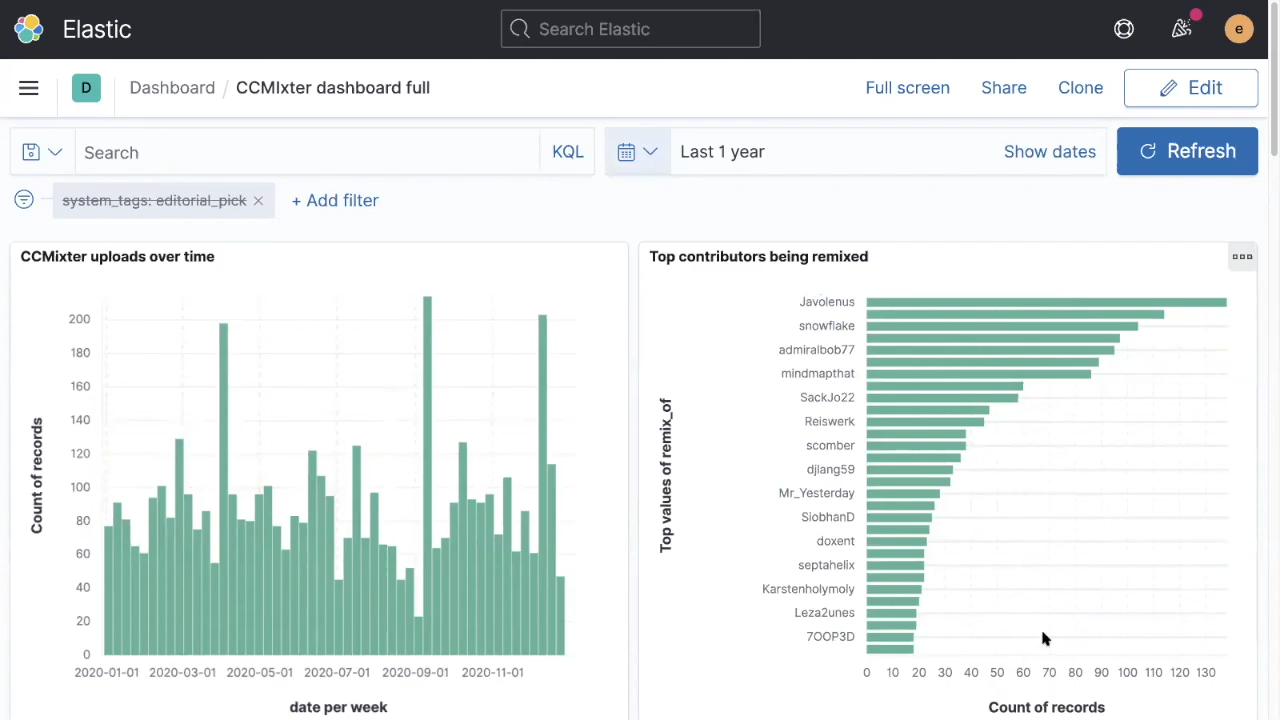 Elastic
Search Elastic
e
D
Dashboard / CCMIxter dashboard full
Full screen
Share
Clone
Edit
Search
KQL
Last 1 year
Show dates
Refresh
system_tags: editorial_pick
+ Add filter
CCMixter uploads over time
Count of records
200
180
160
140
120
100
80
60
40
20
0
2020-01-01 2020-03-01 2020-05-01 2020-07-01 2020-09-01 2020-11-01
date per week
Top contributors being remixed
Top values of remix_of
Javolenus
snowflake
admiralbob77
mindmapthat
SackJo22
Reiswerk
scomber
djlang59
Mr_Yesterday
SiobhanD
doxent
septahelix
Karstenholymoly
Leza2unes
7OOP3D
0 10 20 30 40 50 60 70 80 90 100 110 120 130
Count of records